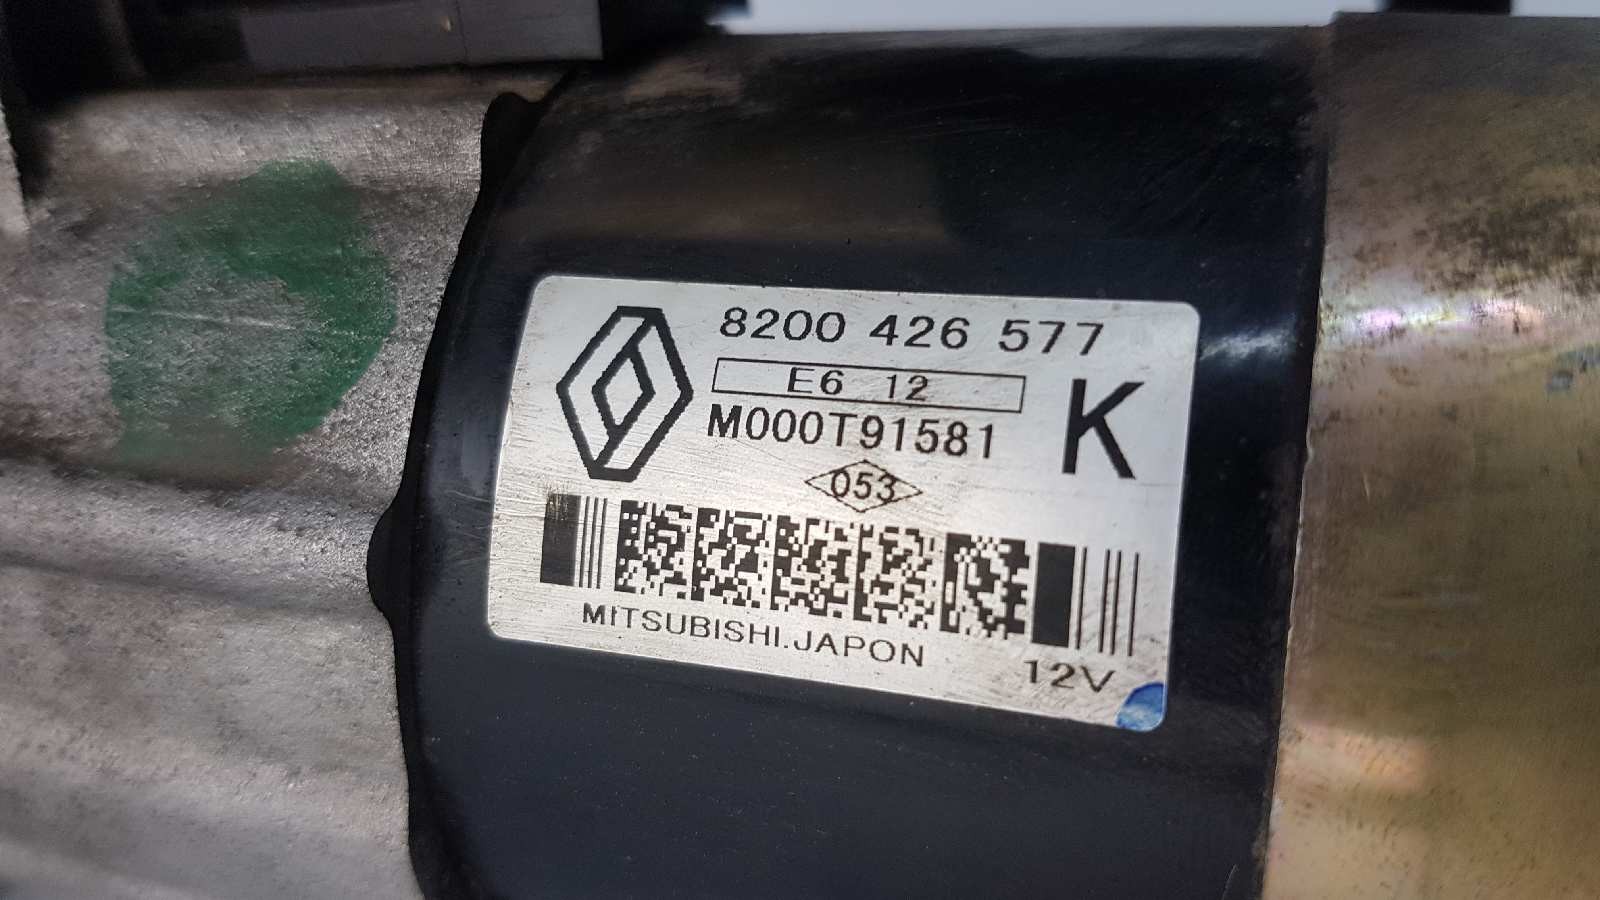 8200 426 577
E6 12
K
M000T91581
053
MITSUBISHI.JAPON
12V